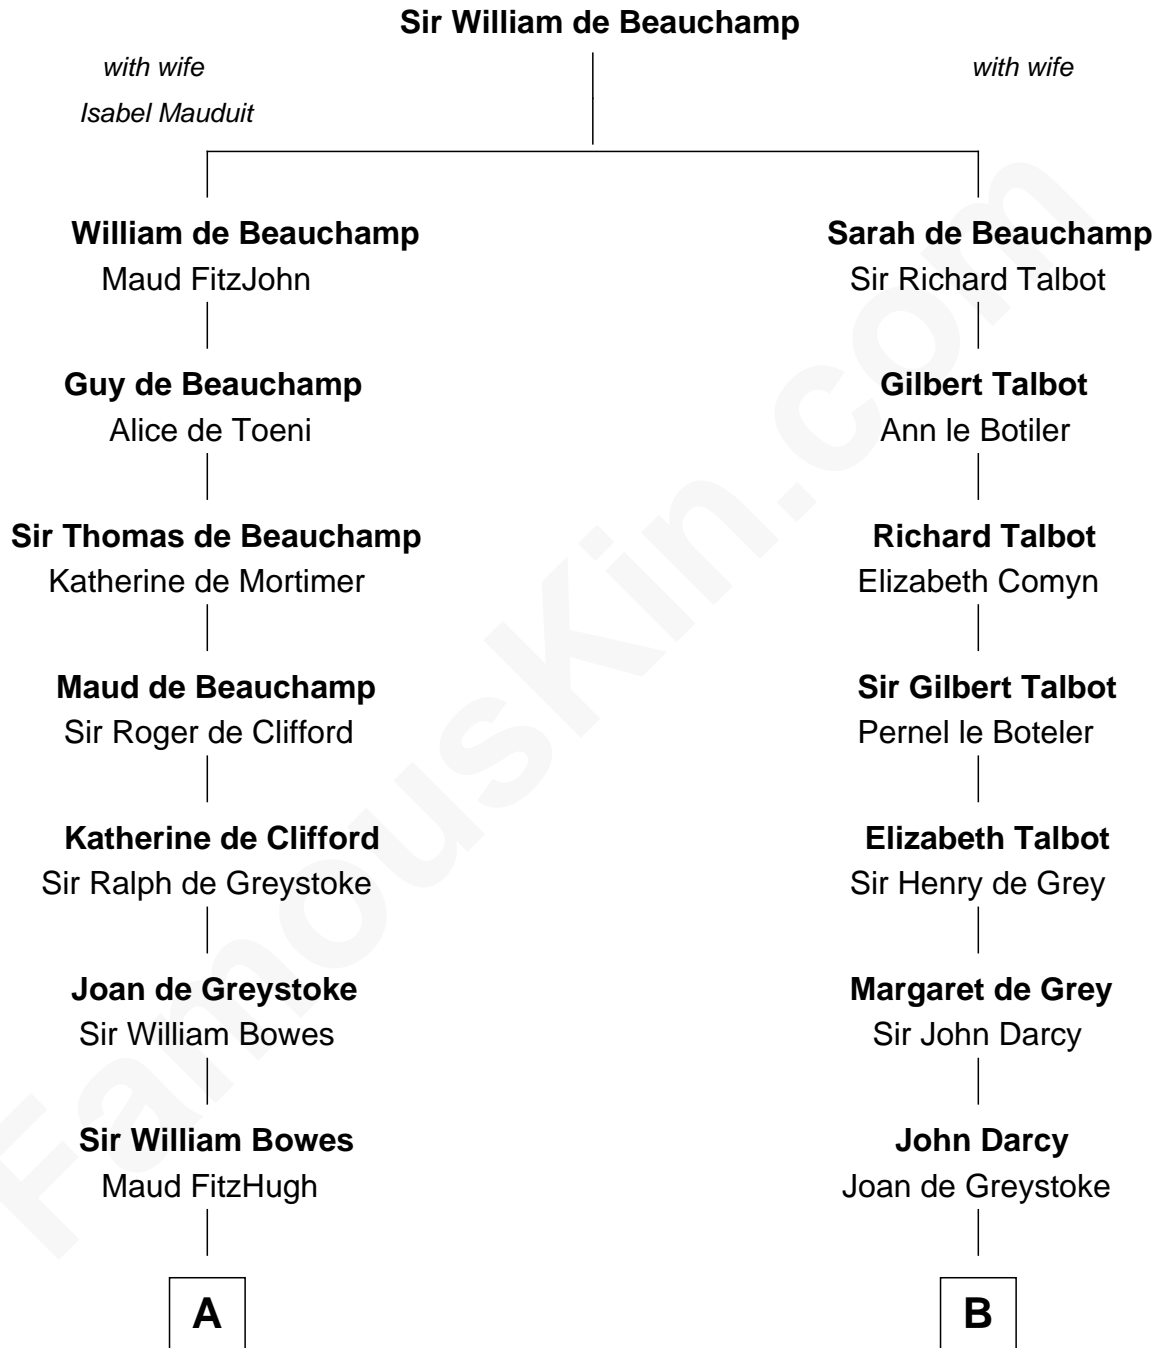 Sir William de Beauchamp
with wife
with wife
Isabel Mauduit
William de Beauchamp
Sarah de Beauchamp
Maud FitzJohn
Sir Richard Talbot
Guy de Beauchamp
Gilbert Talbot
Alice de Toeni
Ann le Botiler
Sir Thomas de Beauchamp
Richard Talbot
Katherine de Mortimer
Elizabeth Comyn
Maud de Beauchamp
Sir Gilbert Talbot
Sir Roger de Clifford
Pernel le Boteler
Katherine de Clifford
Elizabeth Talbot
Sir Ralph de Greystoke
Sir Henry de Grey
Joan de Greystoke
Margaret de Grey
Sir William Bowes
Sir John Darcy
Sir William Bowes
John Darcy
Maud FitzHugh
Joan de Greystoke
A
B
FamousKin.com